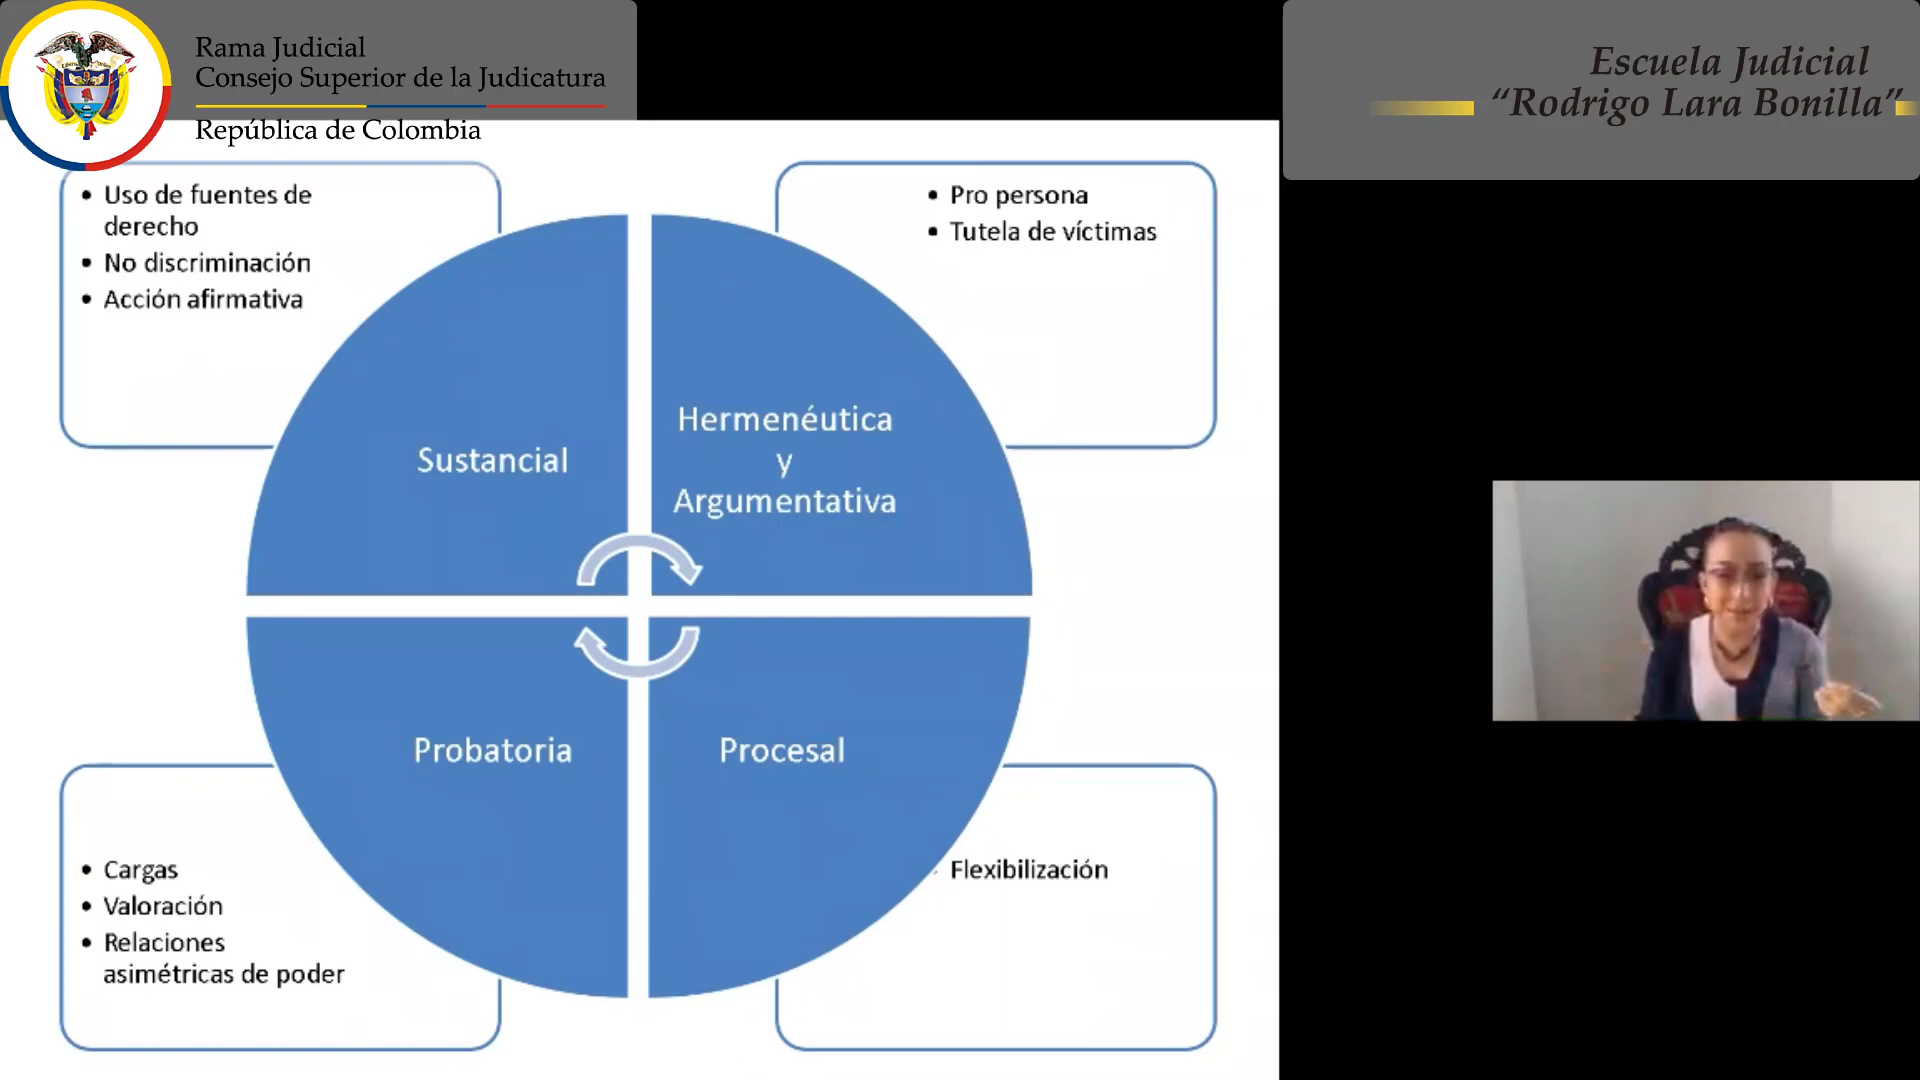 Rama Judicial
Consejo Superior de la Judicatura
República de Colombia
Escuela Judicial
“Rodrigo Lara Bonilla”
• Uso de fuentes de
derecho
• No discriminación
• Acción afirmativa
• Pro persona
• Tutela de víctimas
Sustancial
Hermenéutica
y
Argumentativa
Probatoria
Procesal
• Cargas
• Valoración
• Relaciones
asimétricas de poder
Flexibilización